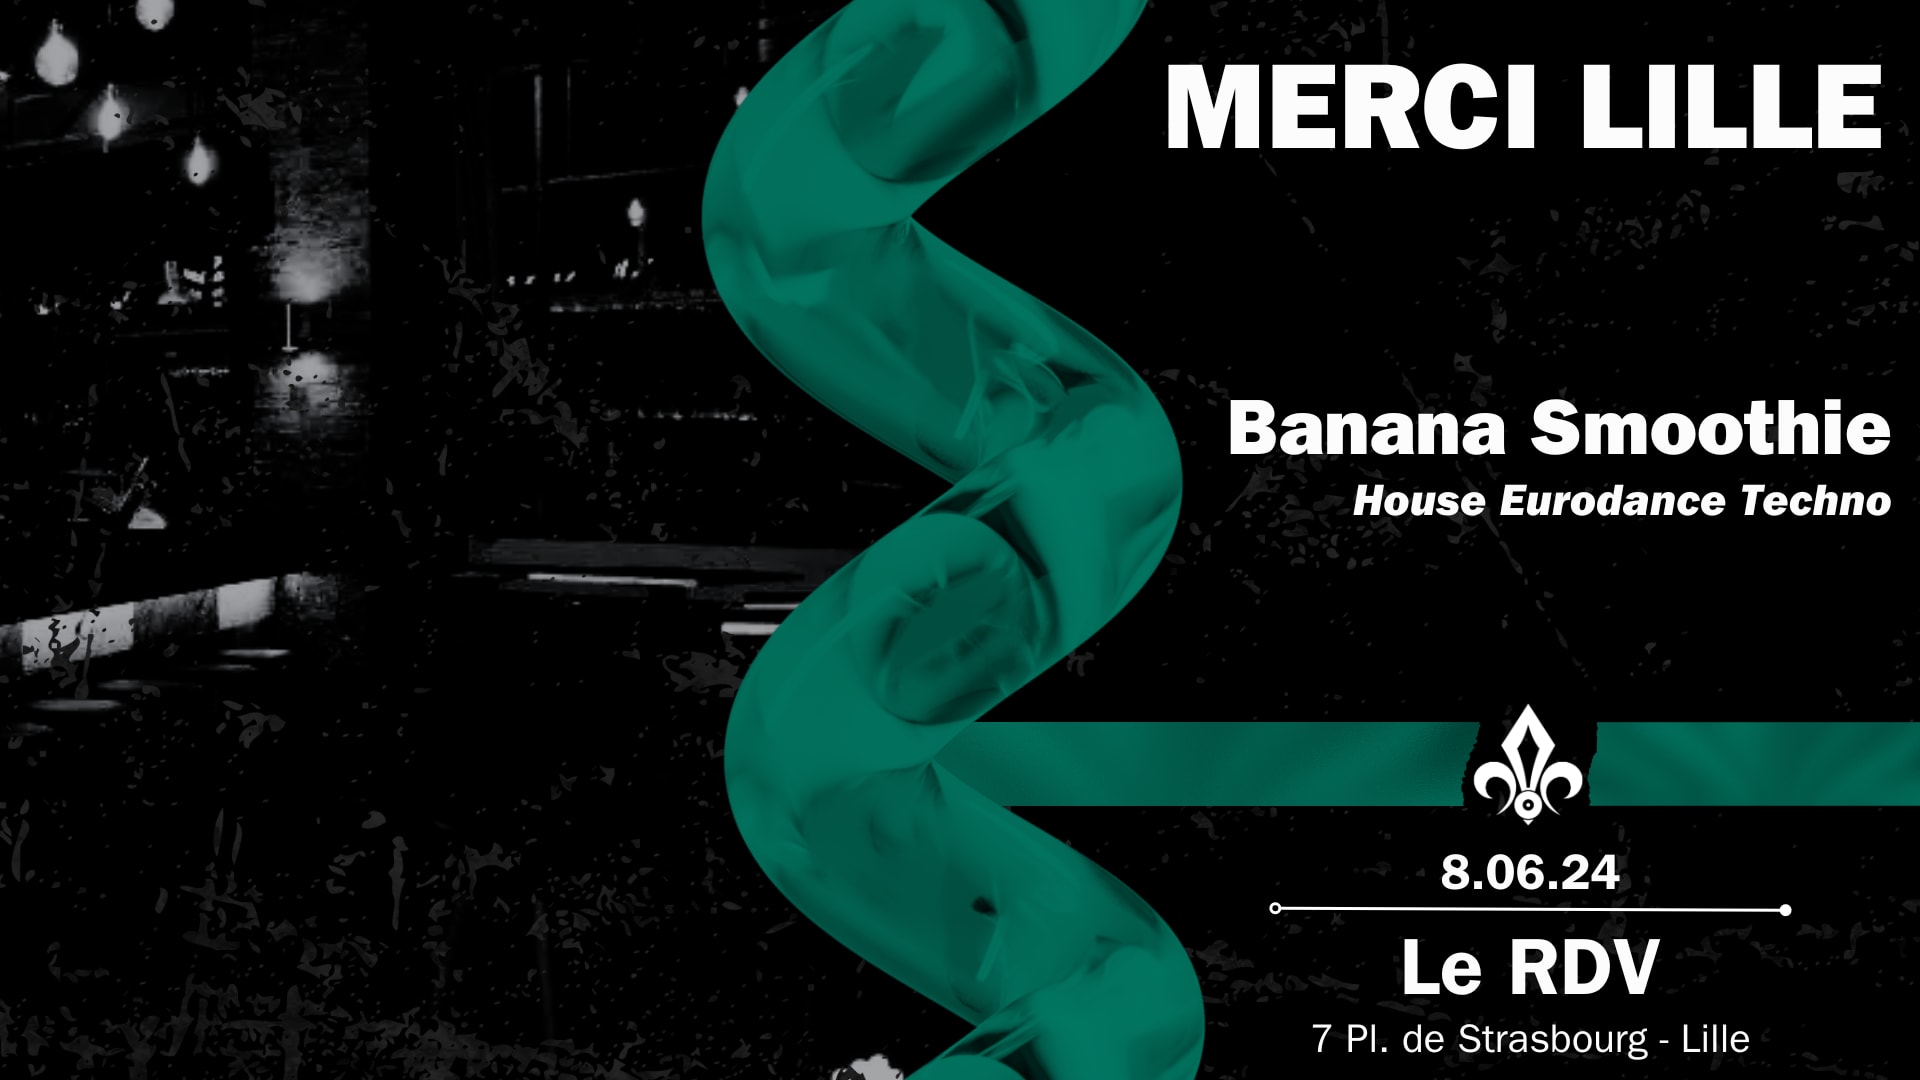 MERCI LILLE
Banana Smoothie
House Eurodance Techno
8.06.24
Le RDV
7 Pl. de Strasbourg - Lille